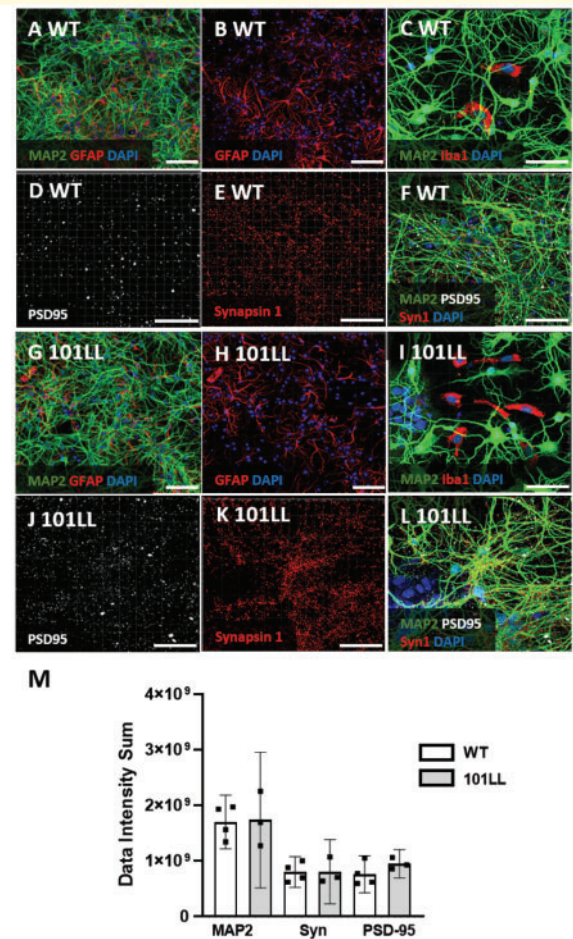 A WT
MAP2 GFAP DAPI
B WT
GFAP DAPI
C WT
MAP2 Iba1 DAPI
D WT
PSD95
E WT
Synapsin 1
F WT
MAP2 PSD95
Syn1 DAPI
G 101LL
MAP2 GFAP DAPI
H 101LL
GFAP DAPI
I 101LL
MAP2 Iba1 DAPI
J 101LL
PSD95
K 101LL
Synapsin 1
L 101LL
MAP2 PSD95
Syn1 DAPI
M
Data Intensity Sum
4×10⁹
3×10⁹
2×10⁹
1×10⁹
0
MAP2 Syn PSD-95
WT
101LL